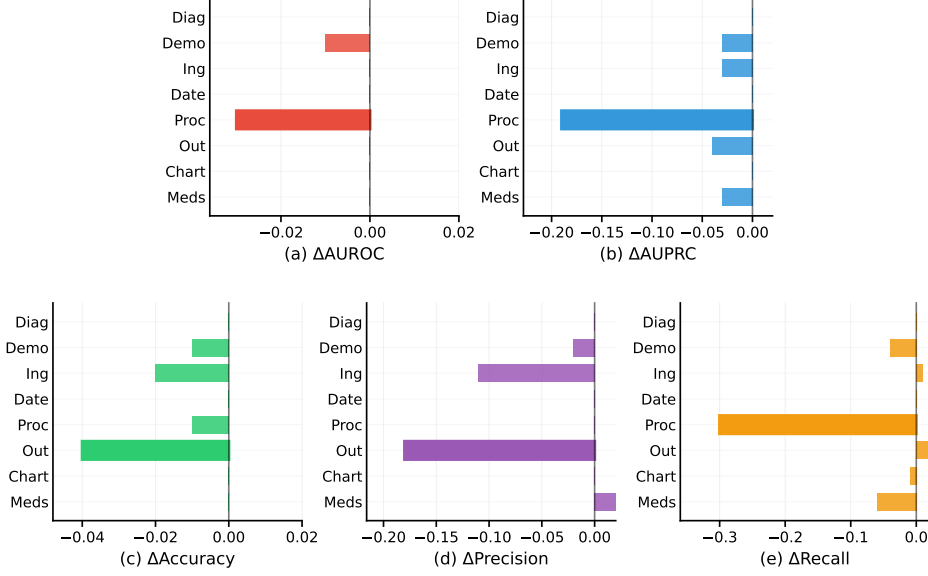 Diag
Demo
Ing
Date
Proc
Out
Chart
Meds
−0.02 0.00 0.02
(a) ΔAUROC
Diag
Demo
Ing
Date
Proc
Out
Chart
Meds
−0.20 −0.15 −0.10 −0.05 0.00
(b) ΔAUPRC
Diag
Demo
Ing
Date
Proc
Out
Chart
Meds
−0.04 −0.02 0.00 0.02
(c) ΔAccuracy
Diag
Demo
Ing
Date
Proc
Out
Chart
Meds
−0.20 −0.15 −0.10 −0.05 0.00
(d) ΔPrecision
Diag
Demo
Ing
Date
Proc
Out
Chart
Meds
−0.3 −0.2 −0.1 0.0
(e) ΔRecall